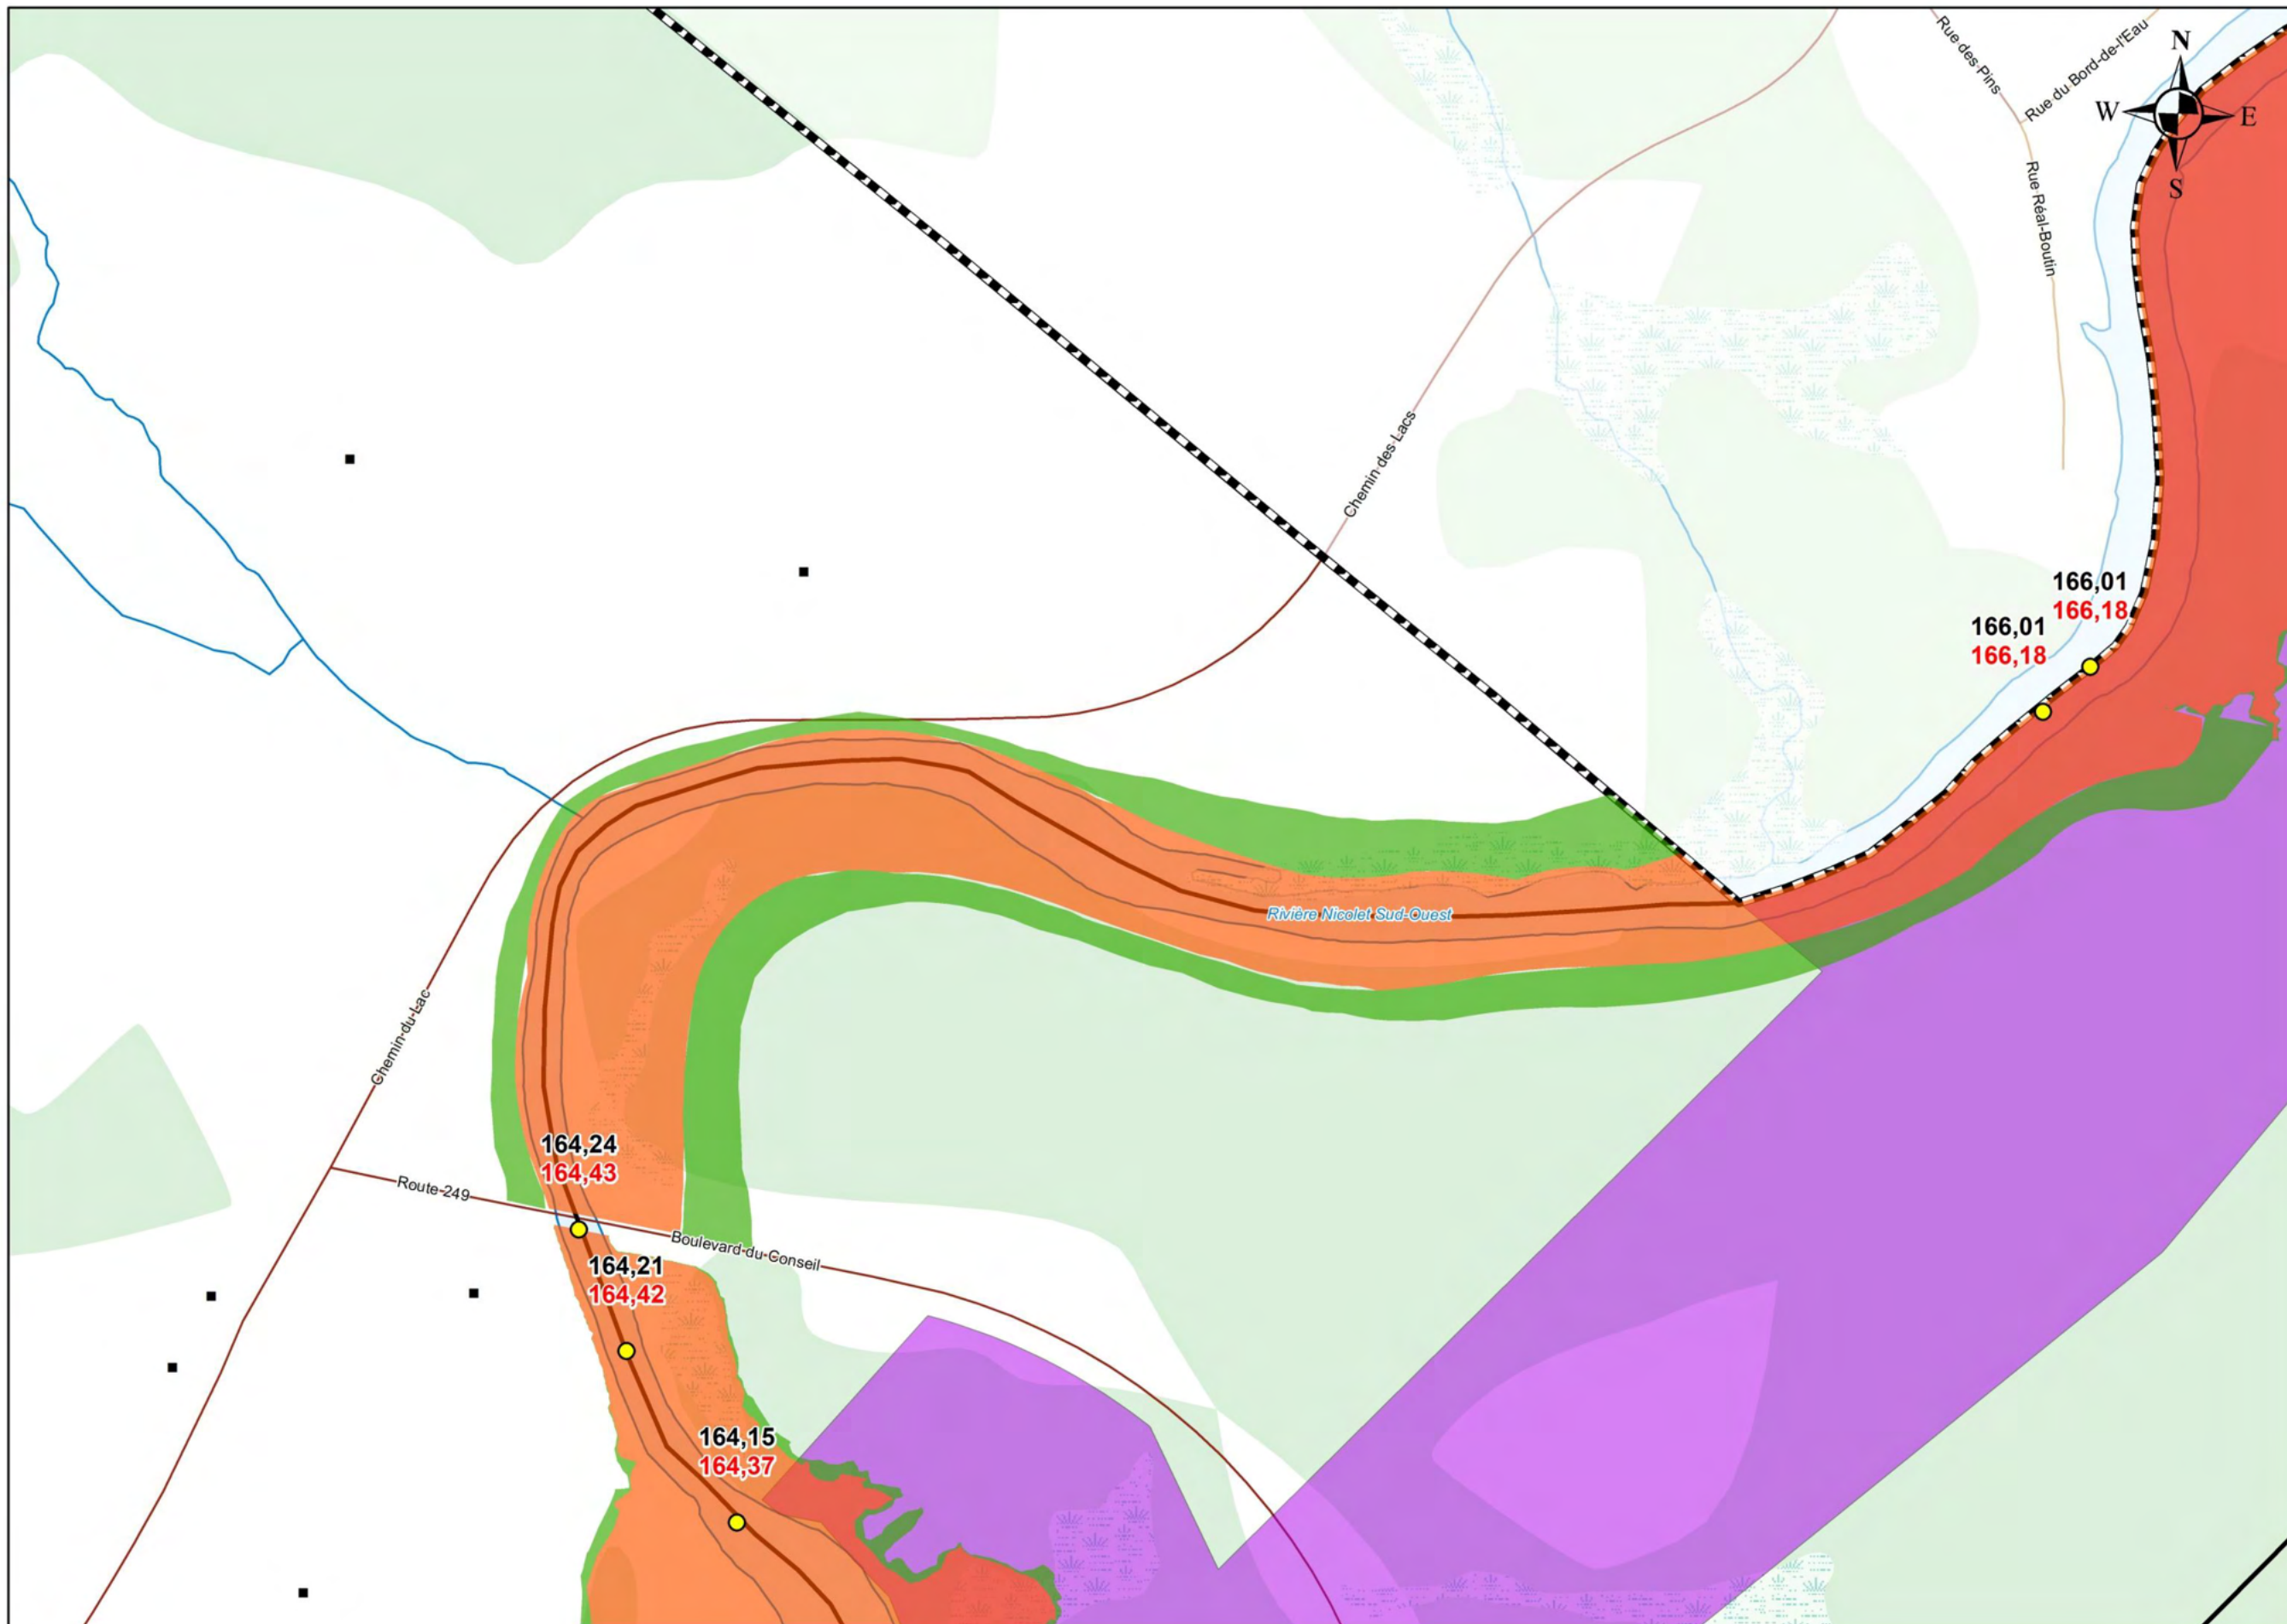 Rue des Pins
Rue du Bord-de-l'Eau
N
W
E
S
Rue Réal-Boutin
Chemin des Lacs
166,01
166,18
166,01
166,18
Rivière Nicolet Sud-Ouest
Chemin du Lac
164,24
164,43
Route 249
Boulevard du Conseil
164,21
164,42
164,15
164,37